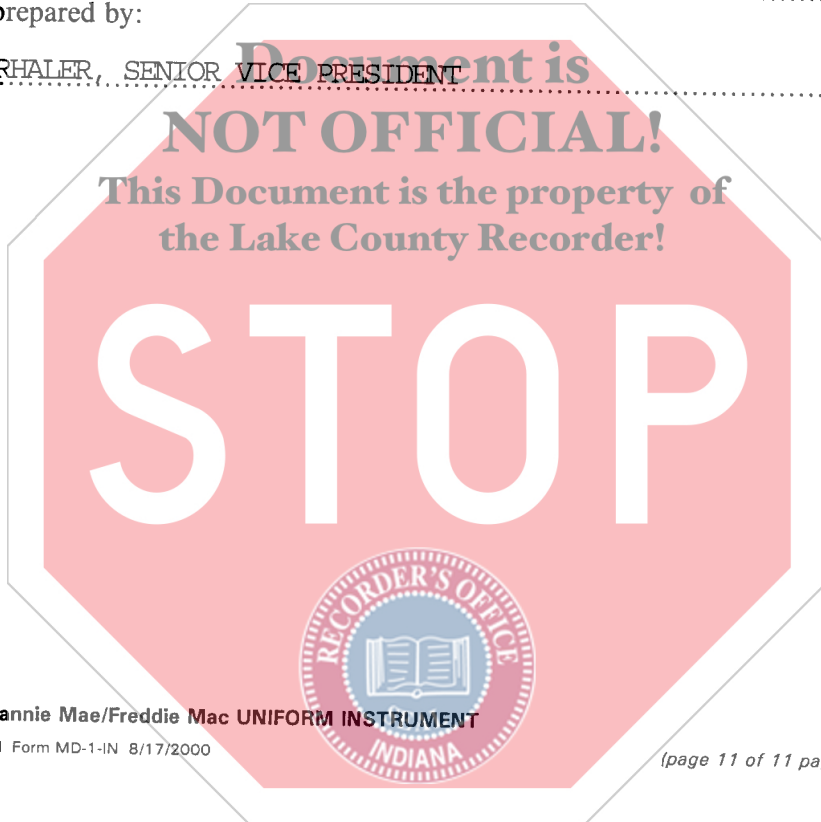 prepared by:
RHALER, SENIOR VICE PRESIDENT
Document is
NOT OFFICIAL!
This Document is the property of
the Lake County Recorder!
STOP
RECORDER'S OFFICE
INDIANA
annie Mae/Freddie Mac UNIFORM INSTRUMENT
Form MD-1-IN 8/17/2000
(page 11 of 11 pa